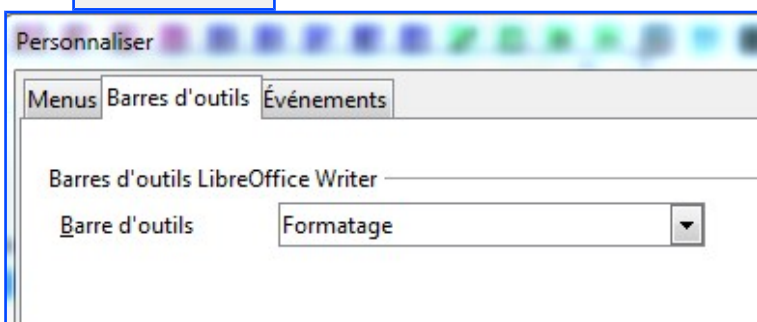 Personnaliser
Menus Barres d'outils Événements
Barres d'outils LibreOffice Writer
Barre d'outils Formatage